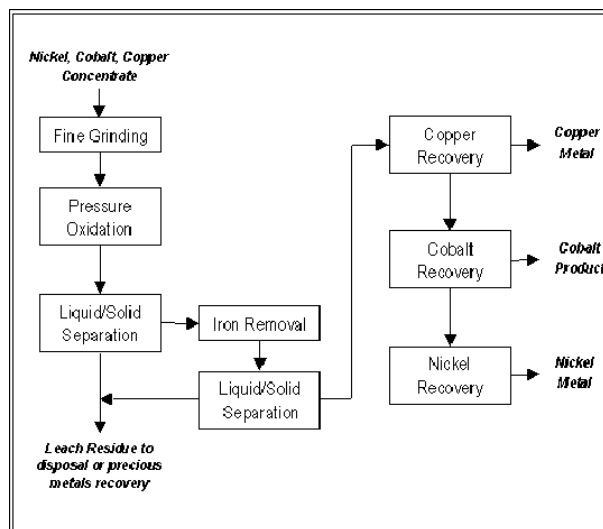 Nickel, Cobalt, Copper
Concentrate
Fine Grinding
Pressure
Oxidation
Liquid/Solid
Separation
Iron Removal
Liquid/Solid
Separation
Leach Residue to
disposal or precious
metals recovery
Copper
Recovery
Copper
Metal
Cobalt
Recovery
Cobalt
Product
Nickel
Recovery
Nickel
Metal